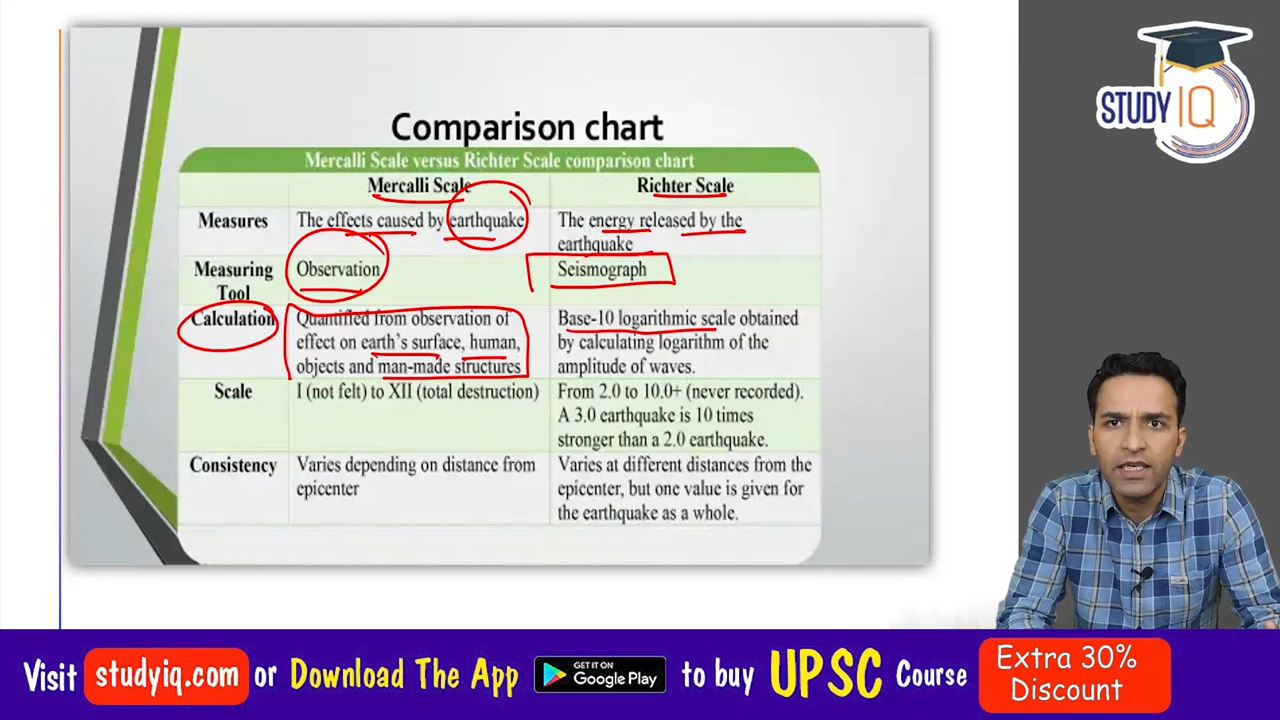 STUDY IQ
Comparison chart
Mercalli Scale versus Richter Scale comparison chart
Mercalli Scale
Richter Scale
Measures
The effects caused by earthquake
The energy released by the
earthquake
Measuring
Tool
Observation
Seismograph
Calculation
Quantified from observation of
effect on earth's surface, human,
objects and man-made structures
Base-10 logarithmic scale obtained
by calculating logarithm of the
amplitude of waves.
Scale
I (not felt) to XII (total destruction)
From 2.0 to 10.0+ (never recorded).
A 3.0 earthquake is 10 times
stronger than a 2.0 earthquake.
Consistency
Varies depending on distance from
epicenter
Varies at different distances from the
epicenter, but one value is given for
the earthquake as a whole.
Visit studyiq.com or Download The App GET IT ON Google Play to buy UPSC Course
Extra 30%
Discount